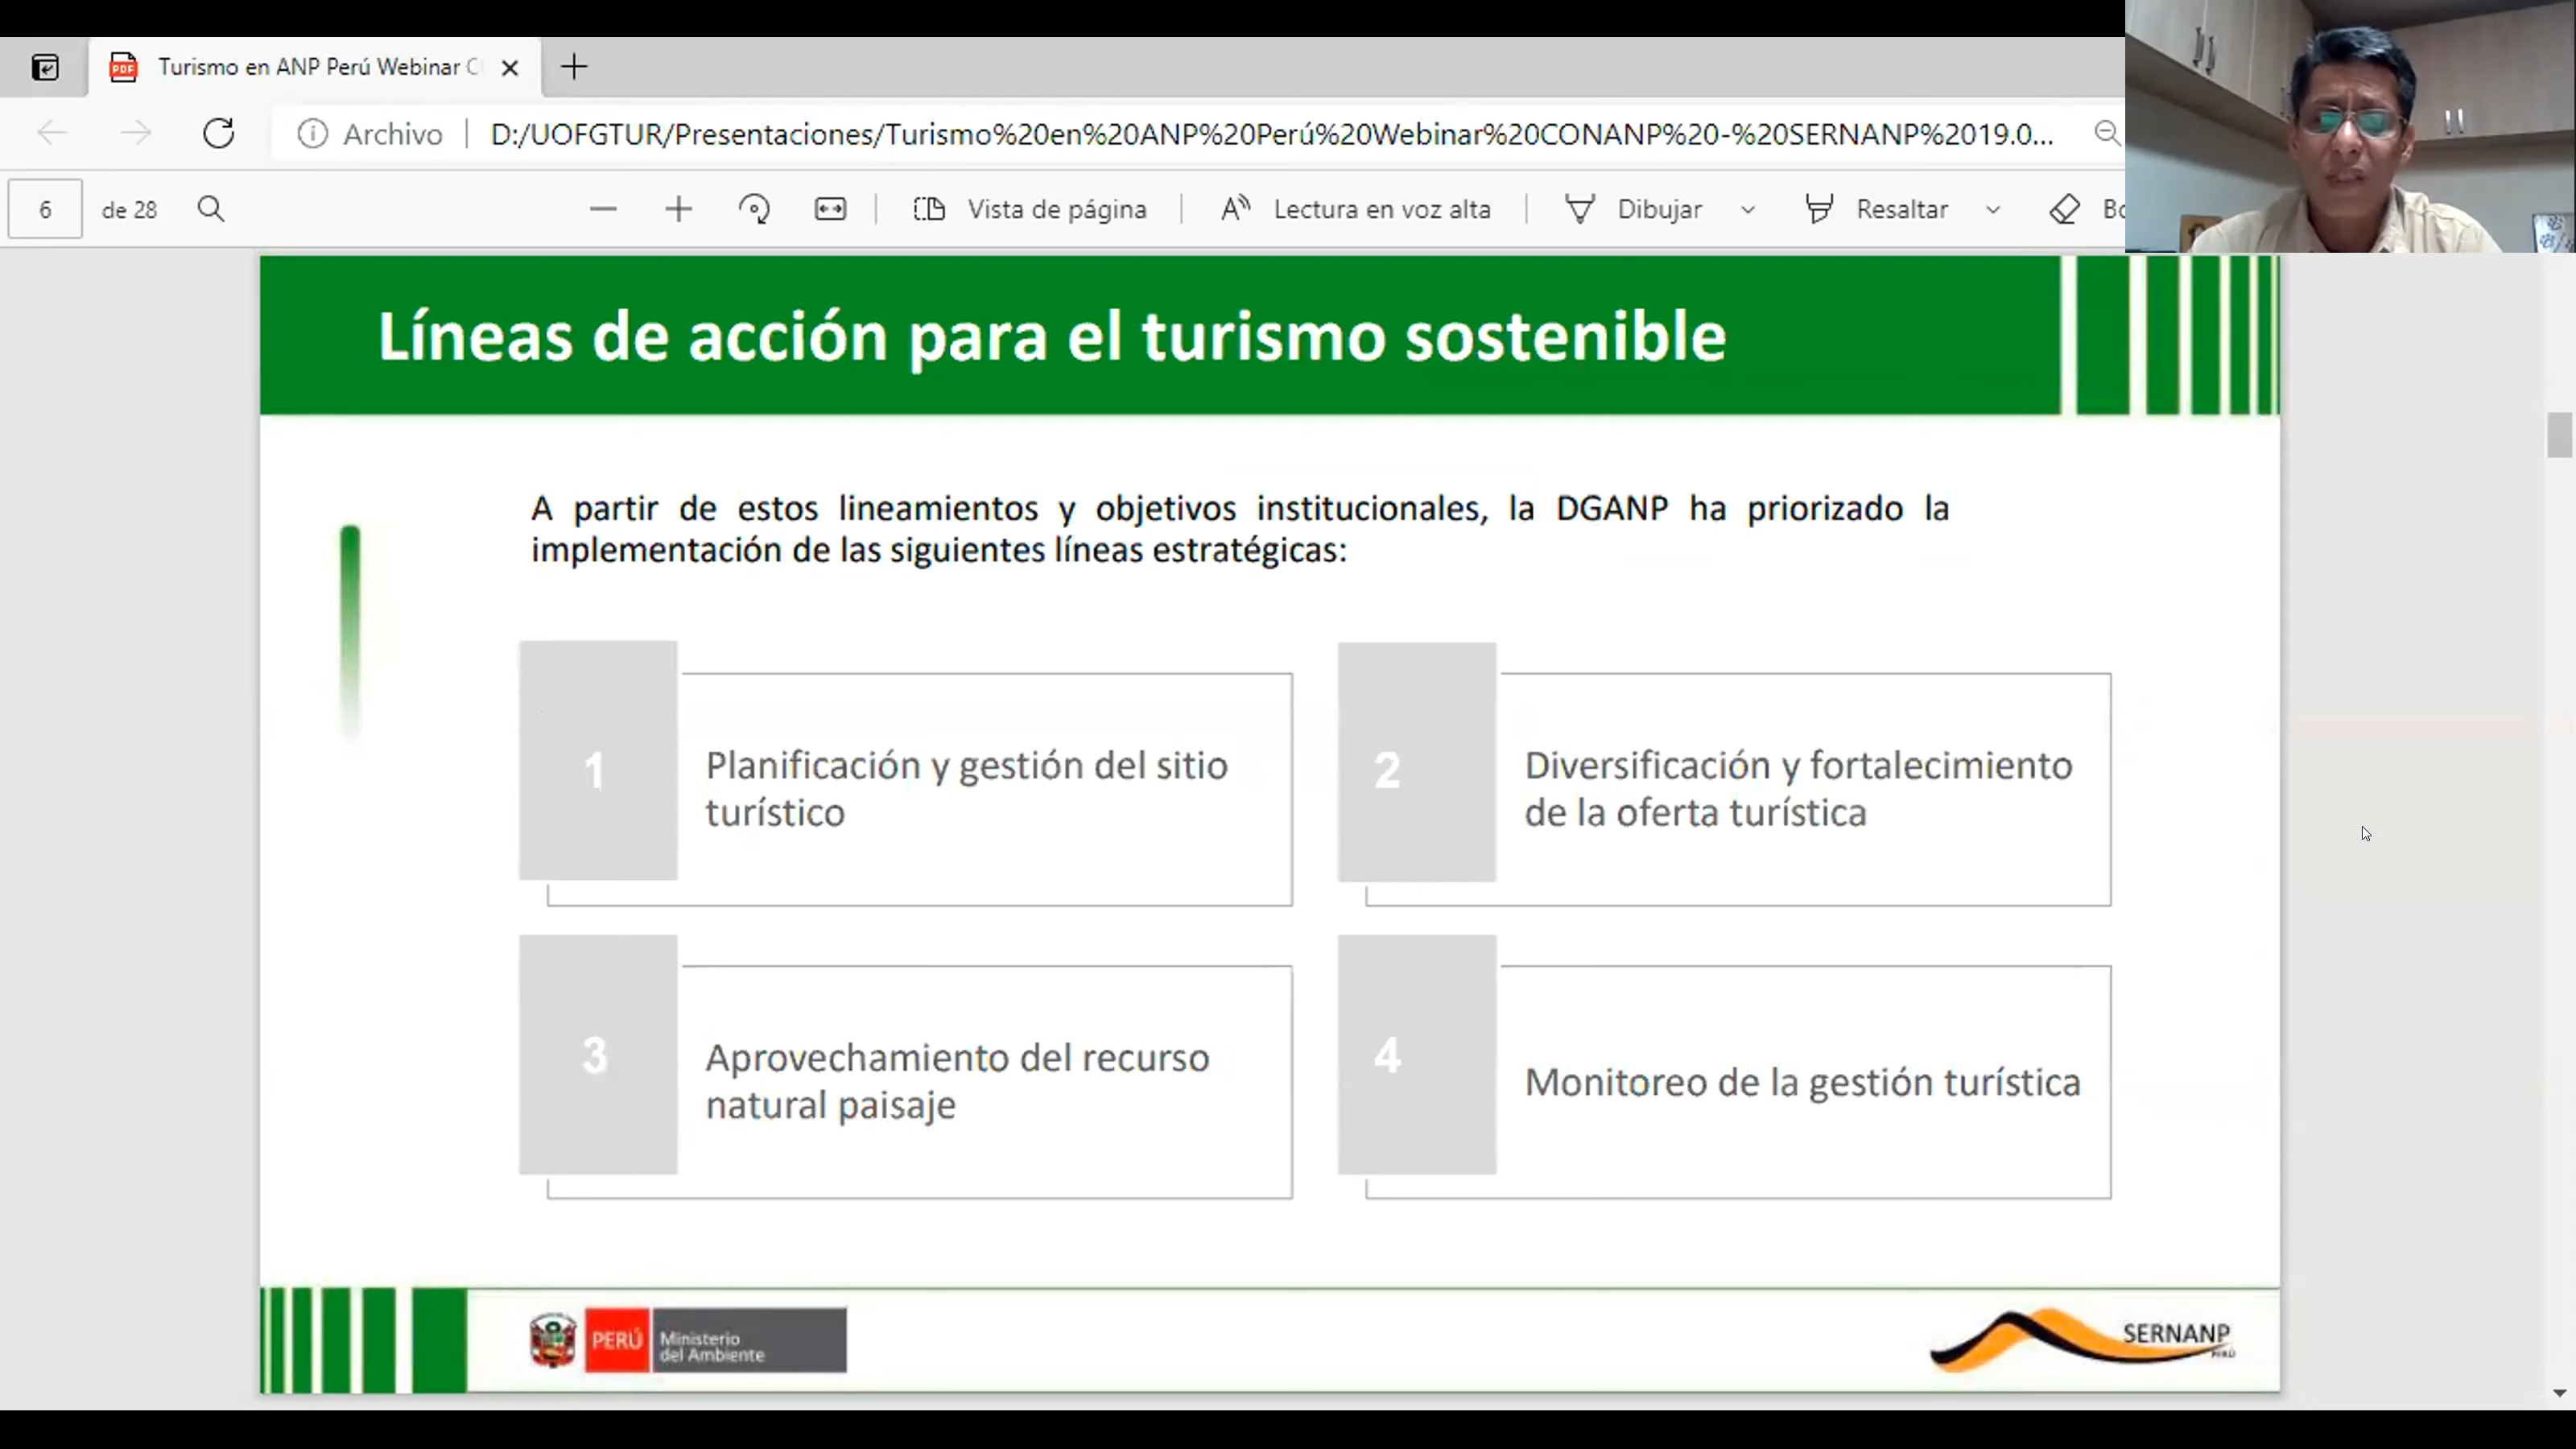 Turismo en ANP Perú Webinar C
Archivo
D:/UOFGTUR/Presentaciones/Turismo%20en%20ANP%20Perú%20Webinar%20CONANP%20-%20SERNANP%2019.0...
6 de 28
Vista de página
Lectura en voz alta
Dibujar
Resaltar
Líneas de acción para el turismo sostenible
A partir de estos lineamientos y objetivos institucionales, la DGANP ha priorizado la
implementación de las siguientes líneas estratégicas:
1
Planificación y gestión del sitio
turístico
2
Diversificación y fortalecimiento
de la oferta turística
3
Aprovechamiento del recurso
natural paisaje
4
Monitoreo de la gestión turística
PERÚ
Ministerio
del Ambiente
SERNANP
PERÚ